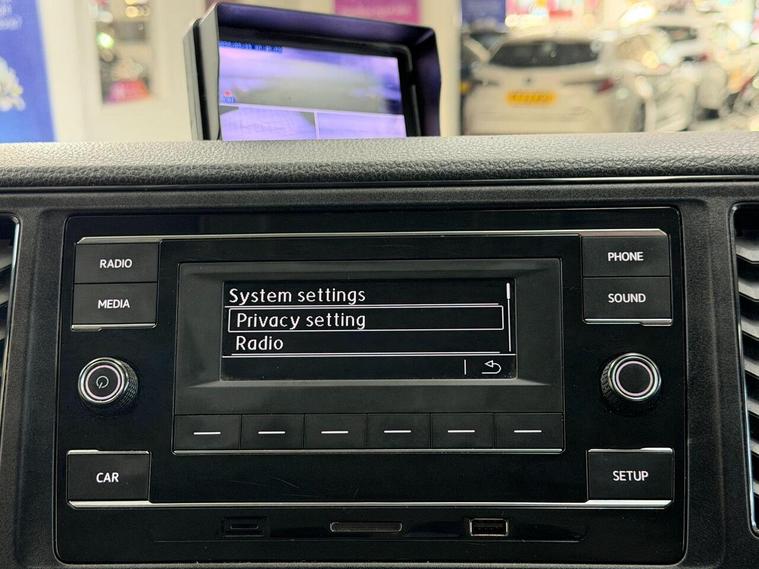 RADIO
MEDIA
System settings
Privacy setting
Radio
PHONE
SOUND
CAR
SETUP